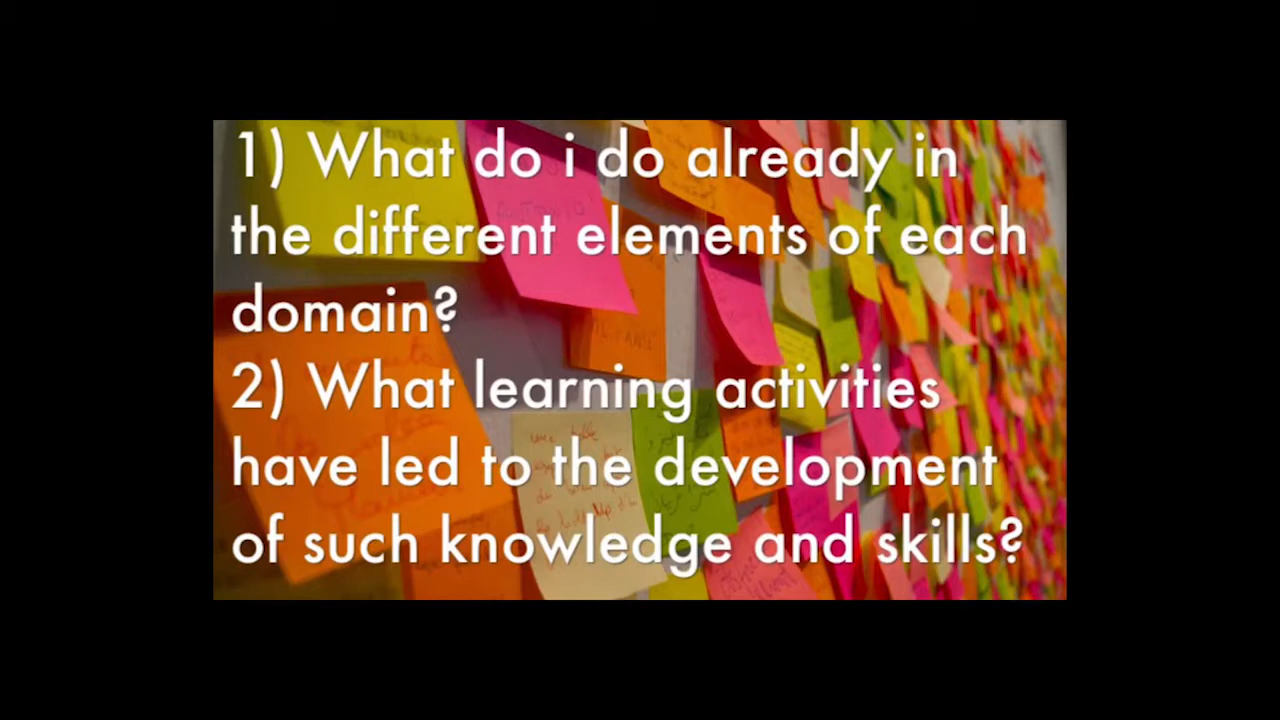 1) What do i do already in
the different elements of each
domain?
2) What learning activities
have led to the development
of such knowledge and skills?